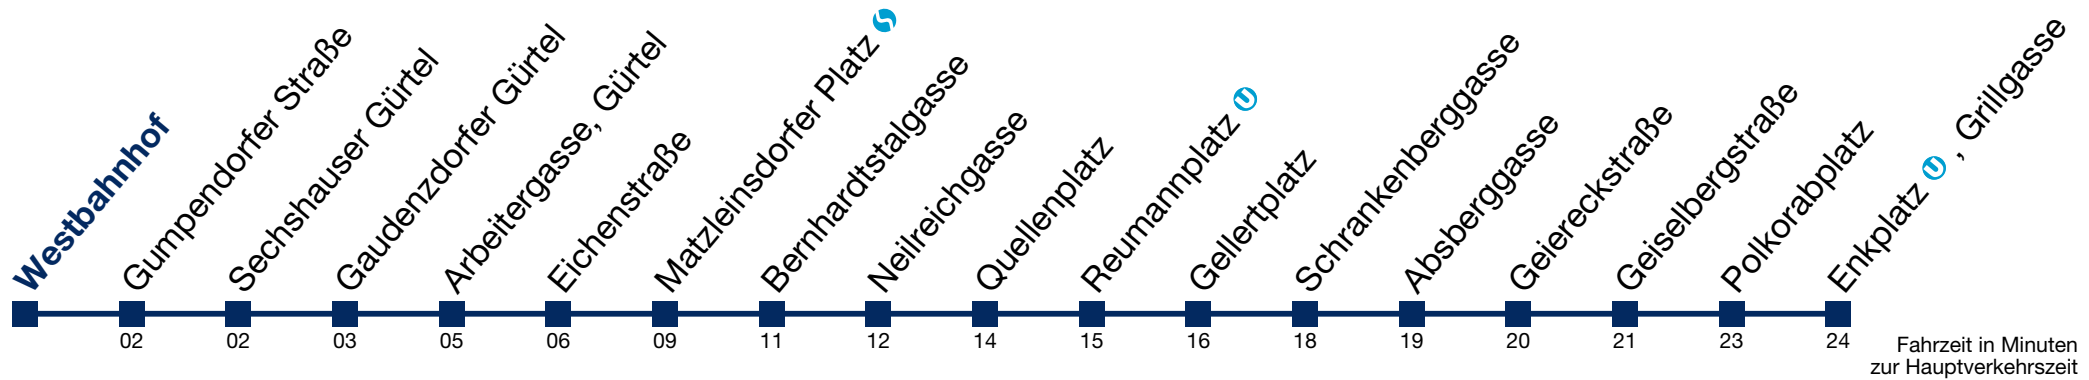 Westbahnhof
Gumpendorfer Straße
Sechshauser Gürtel
Gaudenzdorfer Gürtel
Arbeitergasse, Gürtel
Eichenstraße
Matzleinsdorfer Platz S
Bernhardtstalgasse
Neilreichgasse
Quellenplatz
Reumannplatz U
Gellertplatz
Schrankenberggasse
Absberggasse
Geiereckstraße
Geiselbergstraße
Polkorabplatz
Enkplatz U , Grillgasse
02 02 03 05 06 09 11 12 14 15 16 18 19 20 21 23 24
Fahrzeit in Minuten
zur Hauptverkehrszeit